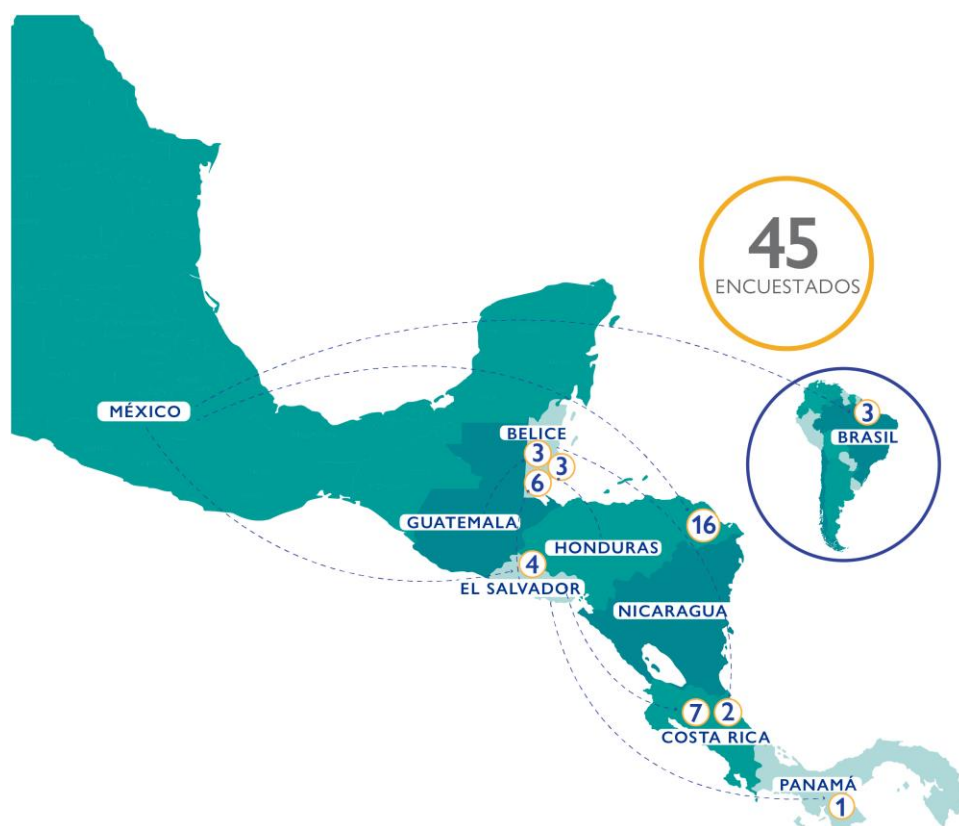 45
ENCUESTADOS
MÉXICO
3
BRASIL
BELICE
3
3
6
GUATEMALA
16
HONDURAS
4
EL SALVADOR
NICARAGUA
7
2
COSTA RICA
PANAMÁ
1